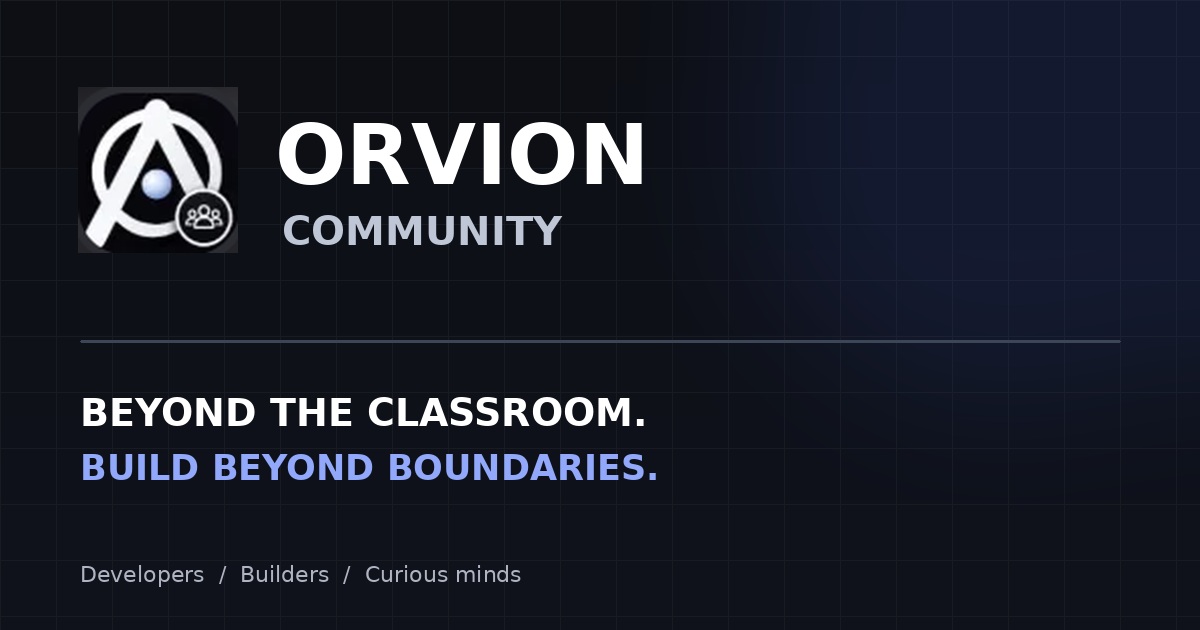 ORVION
COMMUNITY
BEYOND THE CLASSROOM.
BUILD BEYOND BOUNDARIES.
Developers / Builders / Curious minds